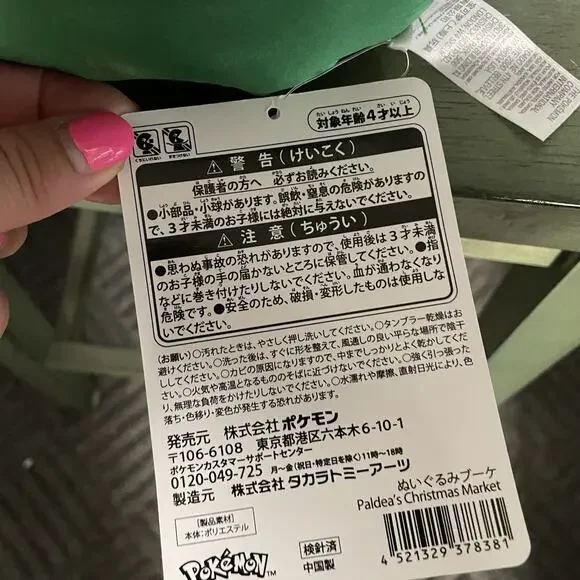 対象年齢4才以上
くちにいれない
警告(けいこく)
保護者の方へ 必ずお読みください。
●小部品・小球があります。誤飲・窒息の危険がありますの
で、3才未満のお子様には絶対に与えないでください。
注意(ちゅうい)
●思わぬ事故の恐れがありますので、使用後は3才未満
のお子様の手の届かないところに保管してください。●指
などに巻き付けたりしないでください。血が通わなくなり
危険です。●安全のため、破損・変形したものは使用しな
いでください。
〈お願い〉○汚れたときは、やさしく押し洗いしてください。○タンブラー乾燥はお
避けください。○洗った後は、すぐに形を整えて、風通しの良い平らな場所で陰干
ししてください。○カビの原因になりますので、中までしっかりとよく乾かしてくだ
さい。○火気や高温となるもののそばに近づけないでください。○強く引っ張った
り、無理な負荷をかけたりしないでください。○水濡れや摩擦、直射日光により、色
落ち・色移り・変色が発生する恐れがあります。
発売元 株式会社 ポケモン
〒106-6108 東京都港区六本木6-10-1
ポケモンカスタマーサポートセンター
0120-049-725 月〜金(祝日・特定日を除く)11時〜18時
製造元 株式会社 タカラトミーアーツ
ぬいぐるみブーケ
Paldea's Christmas Market
[製品素材]
本体:ポリエステル
検針済
中国製
POKéMON
4 521329 378381